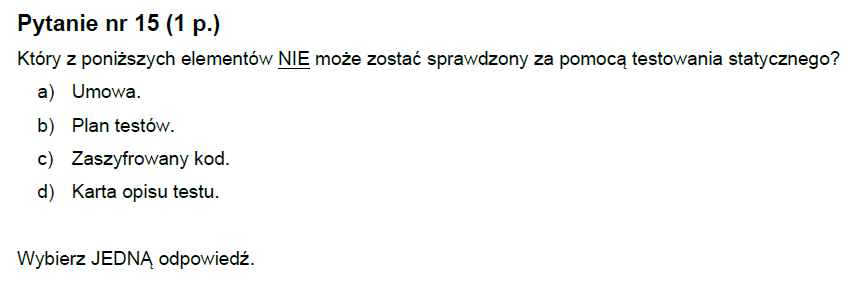 Pytanie nr 15 (1 p.)
Który z poniższych elementów NIE może zostać sprawdzony za pomocą testowania statycznego?
a) Umowa.
b) Plan testów.
c) Zaszyfrowany kod.
d) Karta opisu testu.
Wybierz JEDNĄ odpowiedź.